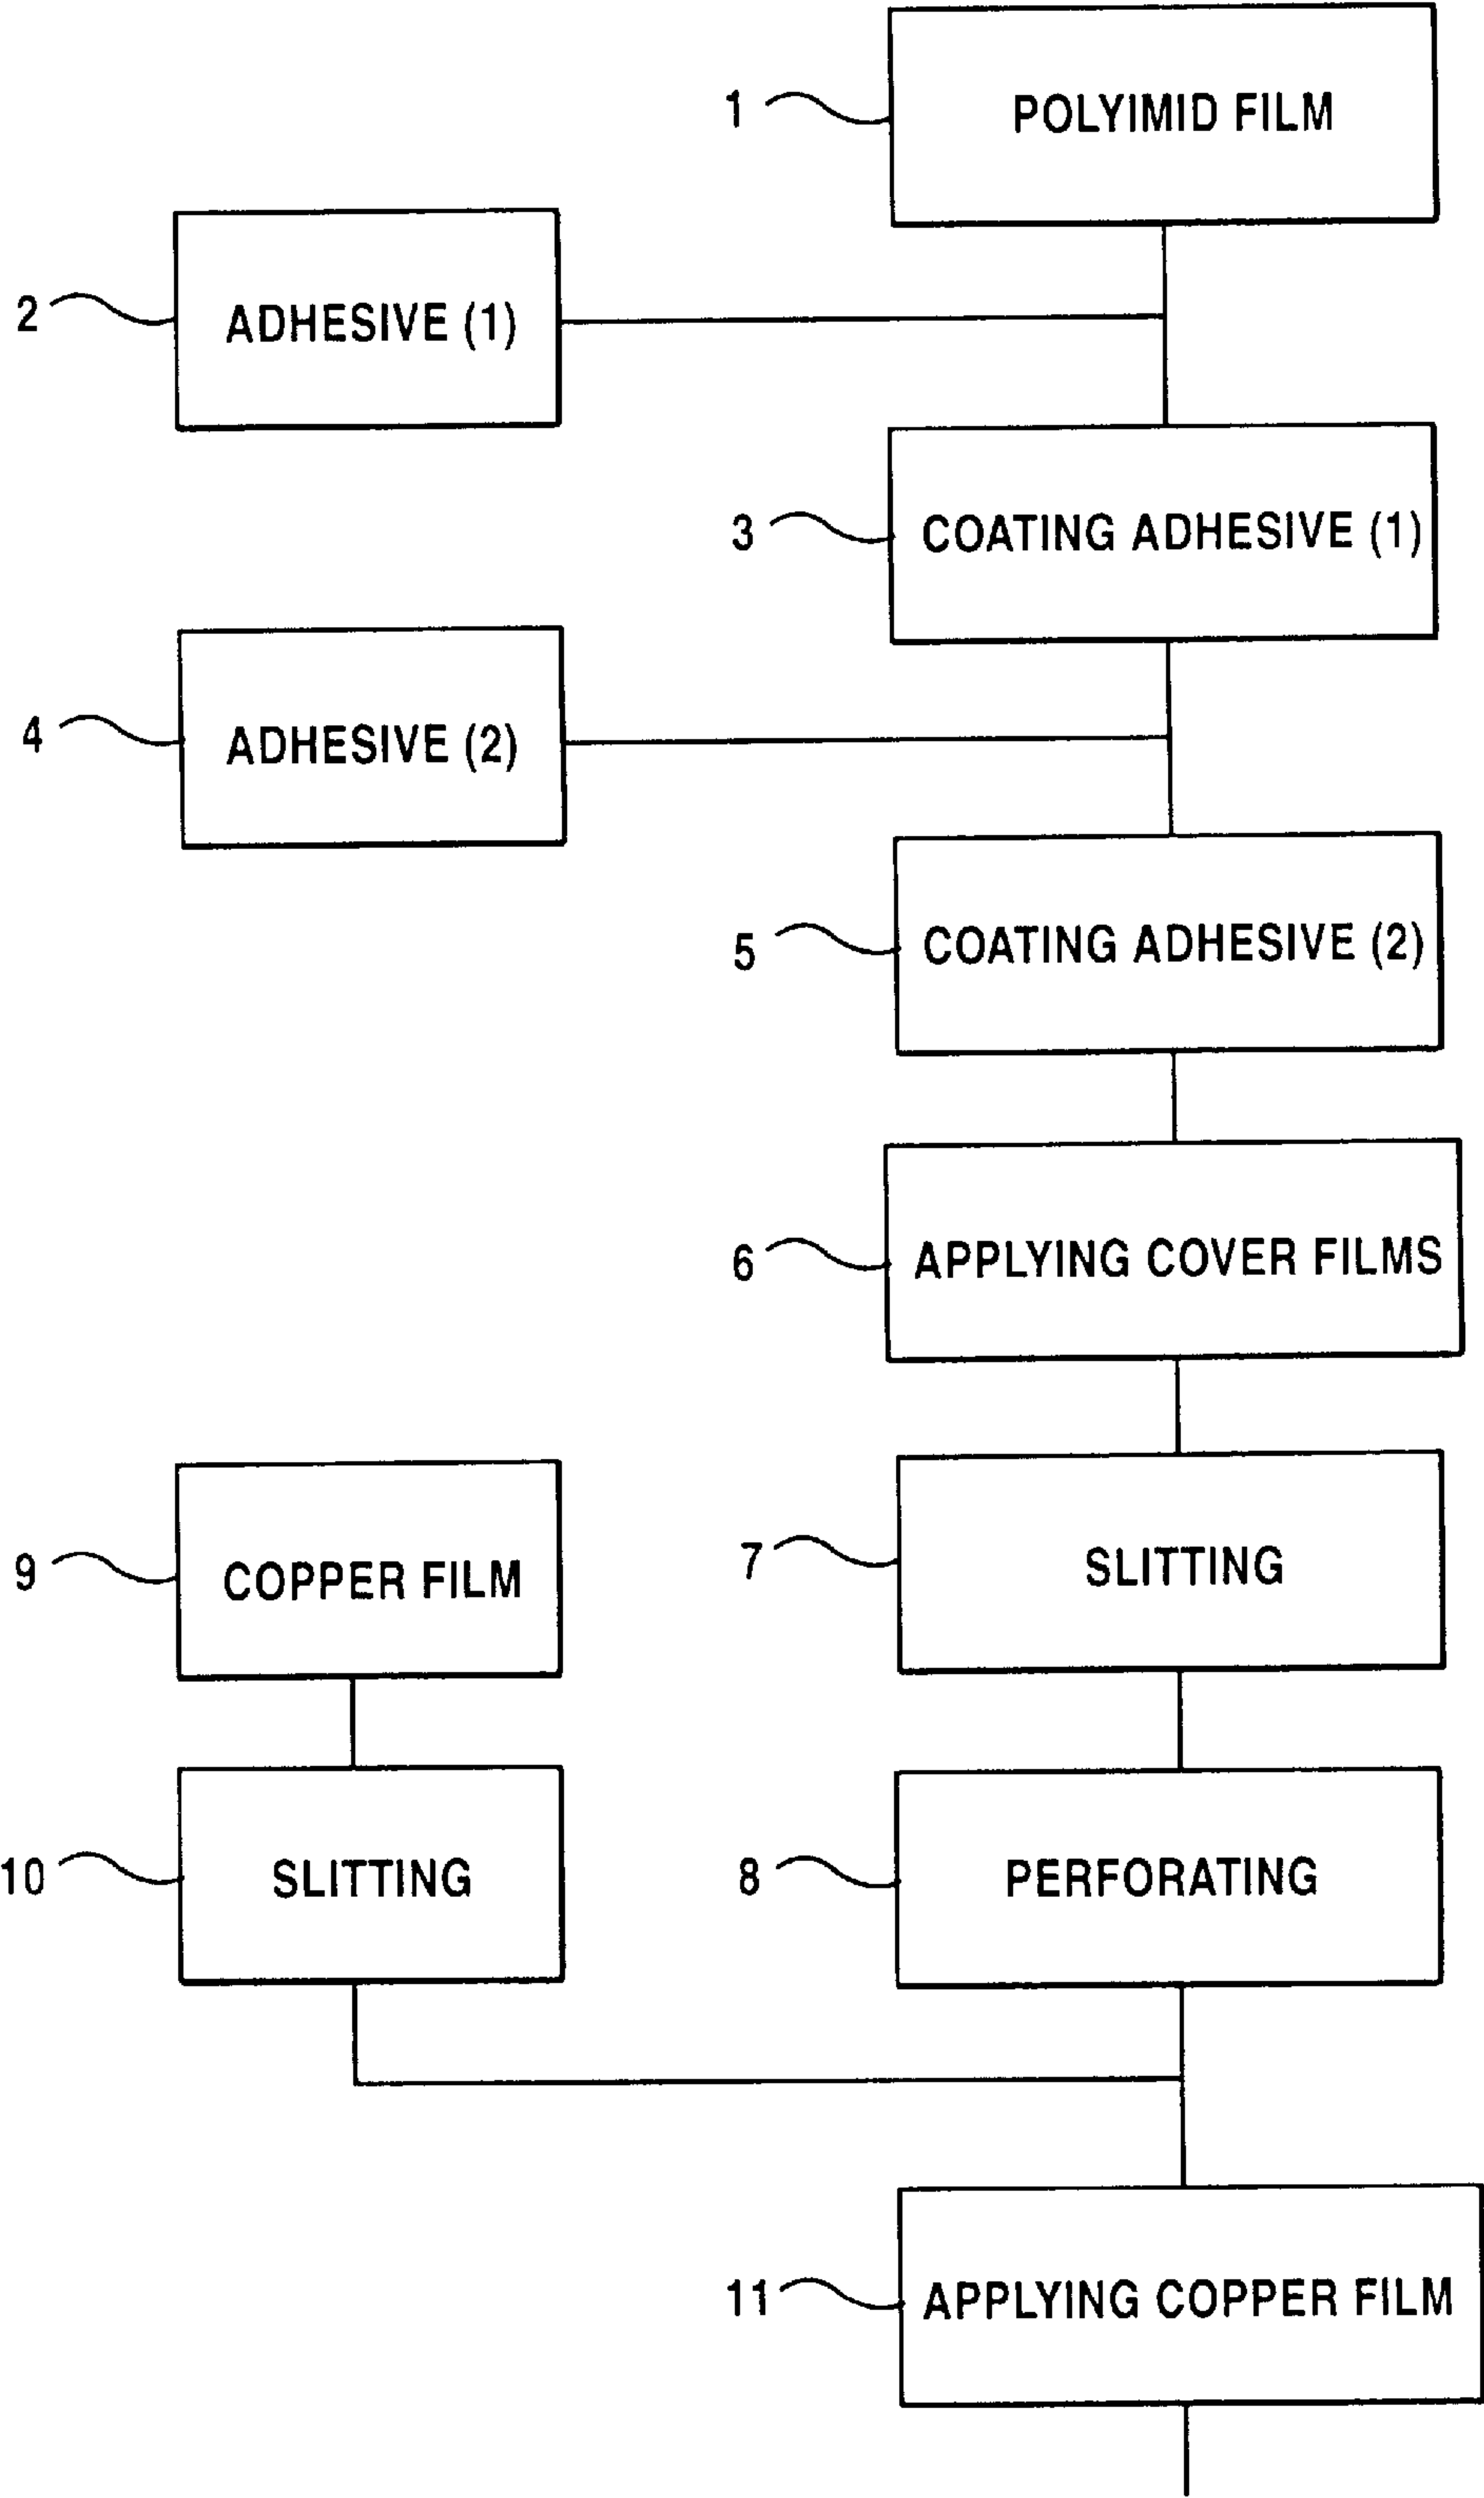 1
POLYIMID FILM
2
ADHESIVE (1)
3
COATING ADHESIVE (1)
4
ADHESIVE (2)
5
COATING ADHESIVE (2)
6
APPLYING COVER FILMS
9
COPPER FILM
7
SLITTING
10
SLITTING
8
PERFORATING
11
APPLYING COPPER FILM